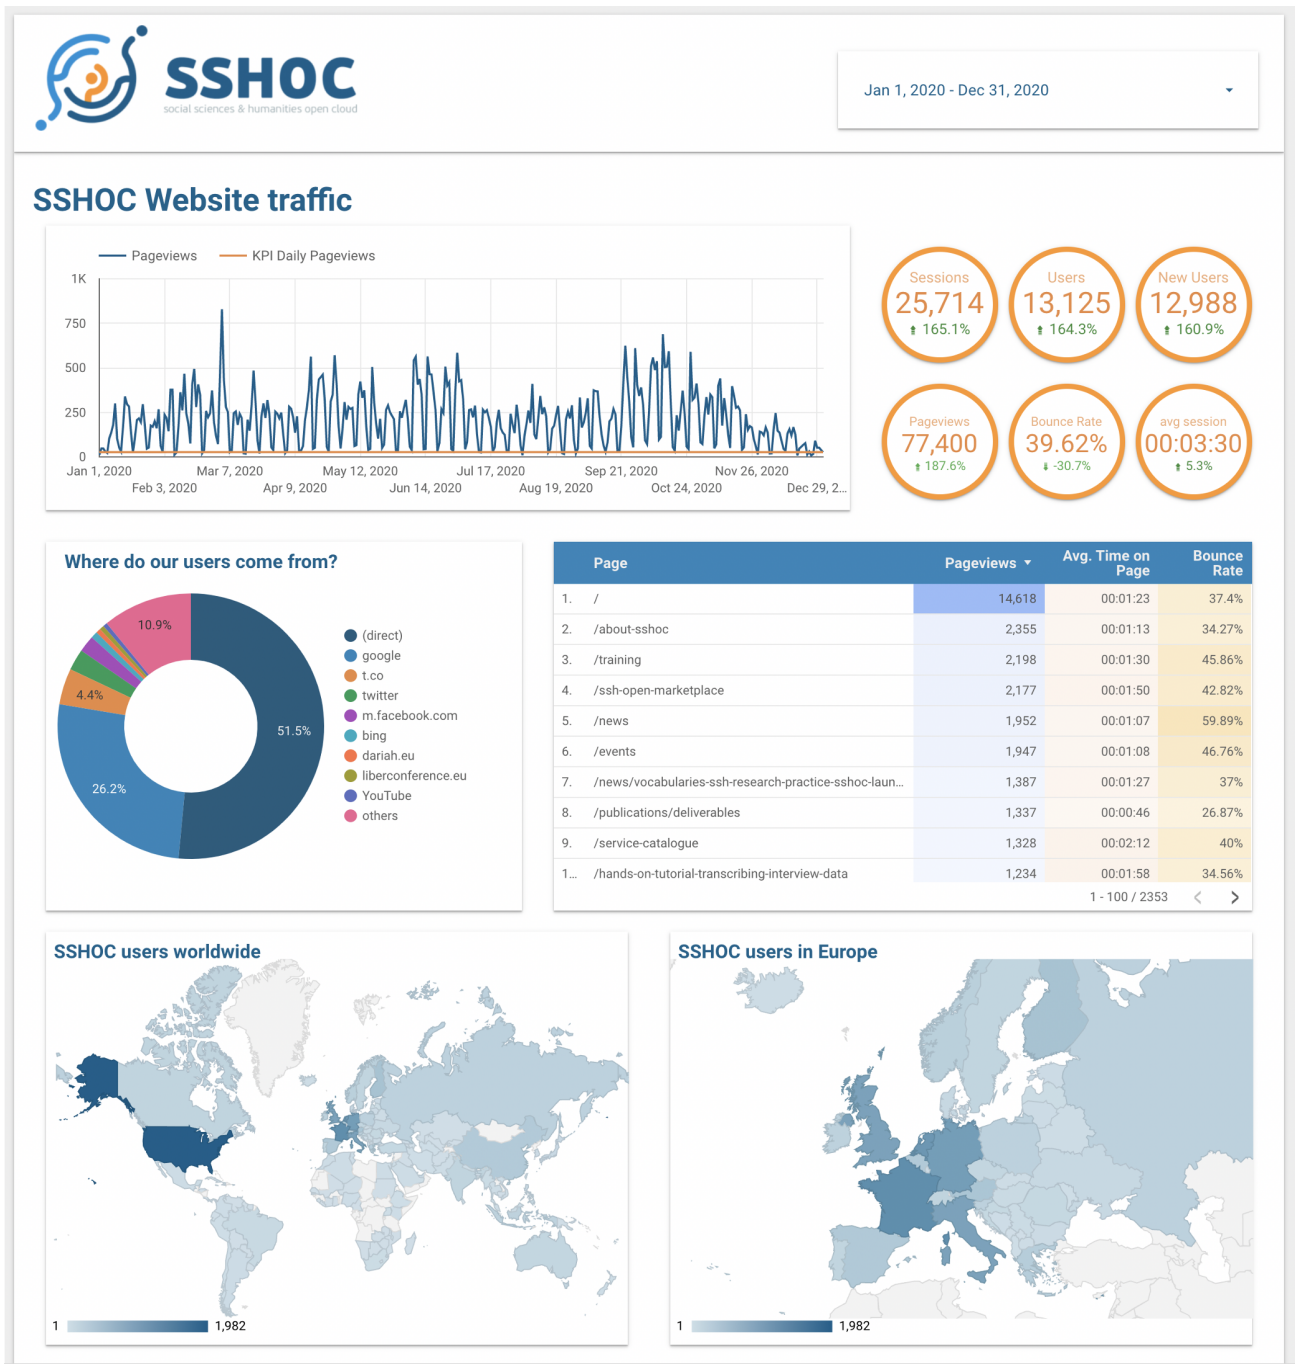 SSHOC
social sciences & humanities open cloud
Jan 1, 2020 - Dec 31, 2020
SSHOC Website traffic
Pageviews
KPI Daily Pageviews
1K
750
500
250
0
Jan 1, 2020
Feb 3, 2020
Mar 7, 2020
Apr 9, 2020
May 12, 2020
Jun 14, 2020
Jul 17, 2020
Aug 19, 2020
Sep 21, 2020
Oct 24, 2020
Nov 26, 2020
Dec 29, 2...
Sessions
25,714
165.1%
Users
13,125
164.3%
New Users
12,988
160.9%
Pageviews
77,400
187.6%
Bounce Rate
39.62%
-30.7%
avg session
00:03:30
5.3%
Where do our users come from?
10.9%
4.4%
26.2%
51.5%
(direct)
google
t.co
twitter
m.facebook.com
bing
dariah.eu
liberconference.eu
YouTube
others
Page Pageviews Avg. Time on Page Bounce Rate
1. / 14,618 00:01:23 37.4%
2. /about-sshoc 2,355 00:01:13 34.27%
3. /training 2,198 00:01:30 45.86%
4. /ssh-open-marketplace 2,177 00:01:50 42.82%
5. /news 1,952 00:01:07 59.89%
6. /events 1,947 00:01:08 46.76%
7. /news/vocabularies-ssh-research-practice-sshoc-laun... 1,387 00:01:27 37%
8. /publications/deliverables 1,337 00:00:46 26.87%
9. /service-catalogue 1,328 00:02:12 40%
1... /hands-on-tutorial-transcribing-interview-data 1,234 00:01:58 34.56%
1 - 100 / 2353
SSHOC users worldwide
1
1,982
SSHOC users in Europe
1
1,982